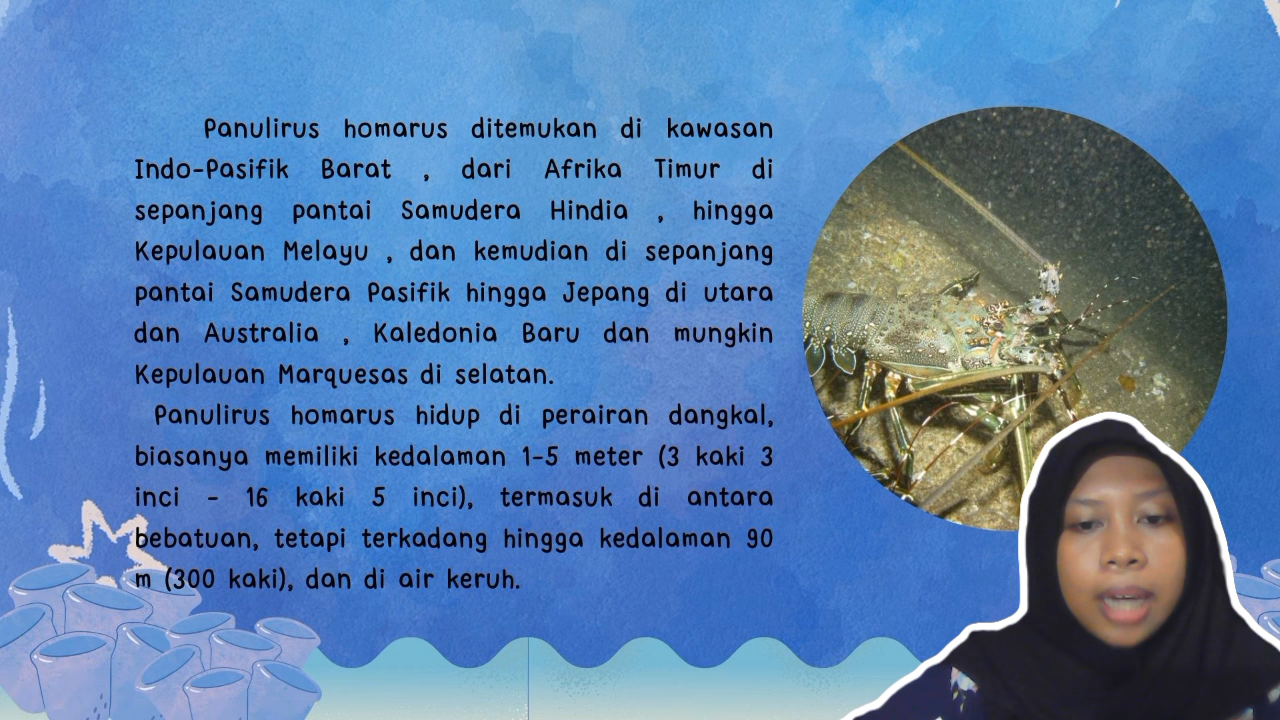 Panulirus homarus ditemukan di kawasan
Indo-Pasifik Barat , dari Afrika Timur di
sepanjang pantai Samudera Hindia , hingga
Kepulauan Melayu , dan kemudian di sepanjang
pantai Samudera Pasifik hingga Jepang di utara
dan Australia , Kaledonia Baru dan mungkin
Kepulauan Marquesas di selatan.
Panulirus homarus hidup di perairan dangkal,
biasanya memiliki kedalaman 1-5 meter (3 kaki 3
inci - 16 kaki 5 inci), termasuk di antara
bebatuan, tetapi terkadang hingga kedalaman 90
m (300 kaki), dan di air keruh.